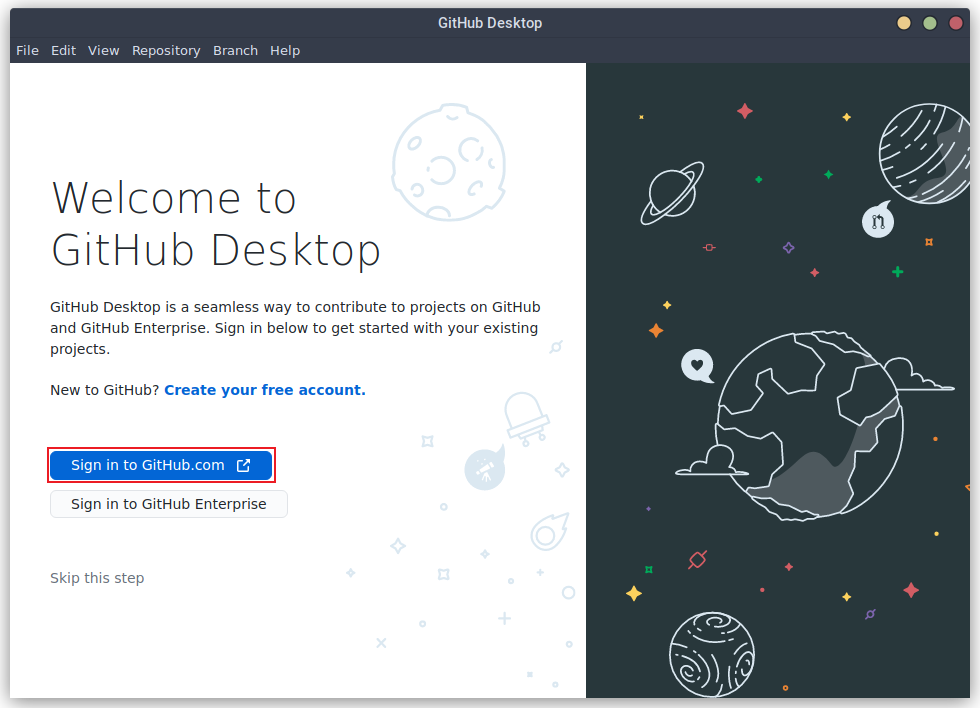 GitHub Desktop
File Edit View Repository Branch Help
Welcome to
GitHub Desktop
GitHub Desktop is a seamless way to contribute to projects on GitHub
and GitHub Enterprise. Sign in below to get started with your existing
projects.
New to GitHub? Create your free account.
Sign in to GitHub.com
Sign in to GitHub Enterprise
Skip this step